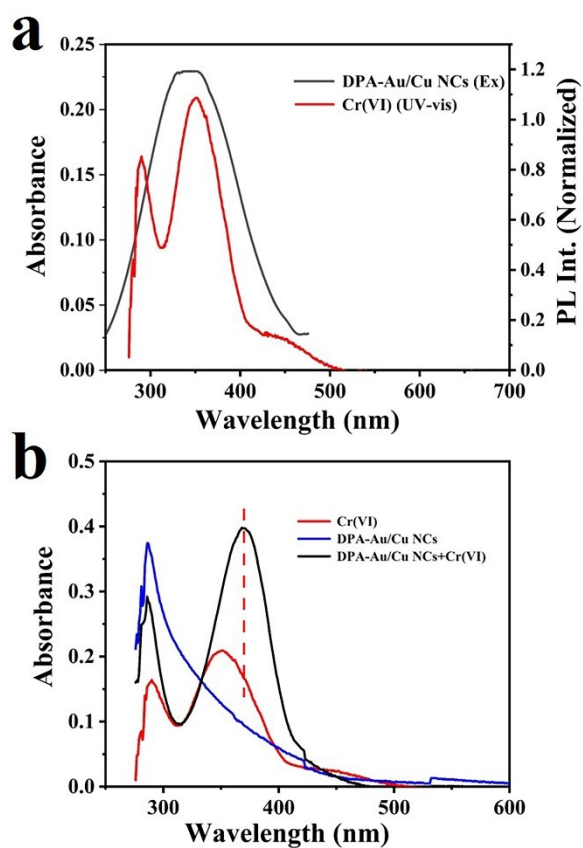 a
0.25
0.20
0.15
0.10
0.05
0.00
Absorbance
DPA-Au/Cu NCs (Ex)
Cr(VI) (UV-vis)
1.2
1.0
0.8
0.6
0.4
0.2
0.0
PL Int. (Normalized)
300 400 500 600 700
Wavelength (nm)
b
0.5
0.4
0.3
0.2
0.1
0.0
Absorbance
Cr(VI)
DPA-Au/Cu NCs
DPA-Au/Cu NCs+Cr(VI)
300 400 500 600
Wavelength (nm)